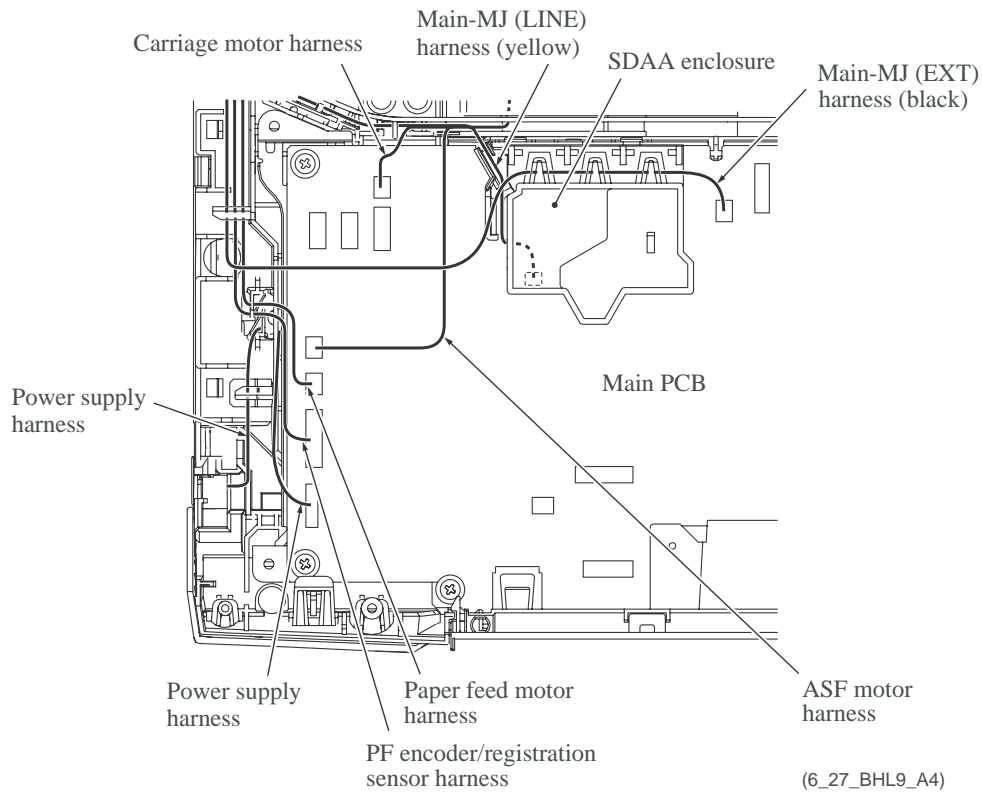 Main-MJ (LINE)
harness (yellow)
Carriage motor harness
SDAA enclosure
Main-MJ (EXT)
harness (black)
Main PCB
Power supply
harness
Power supply
harness
Paper feed motor
harness
ASF motor
harness
PF encoder/registration
sensor harness
(6_27_BHL9_A4)